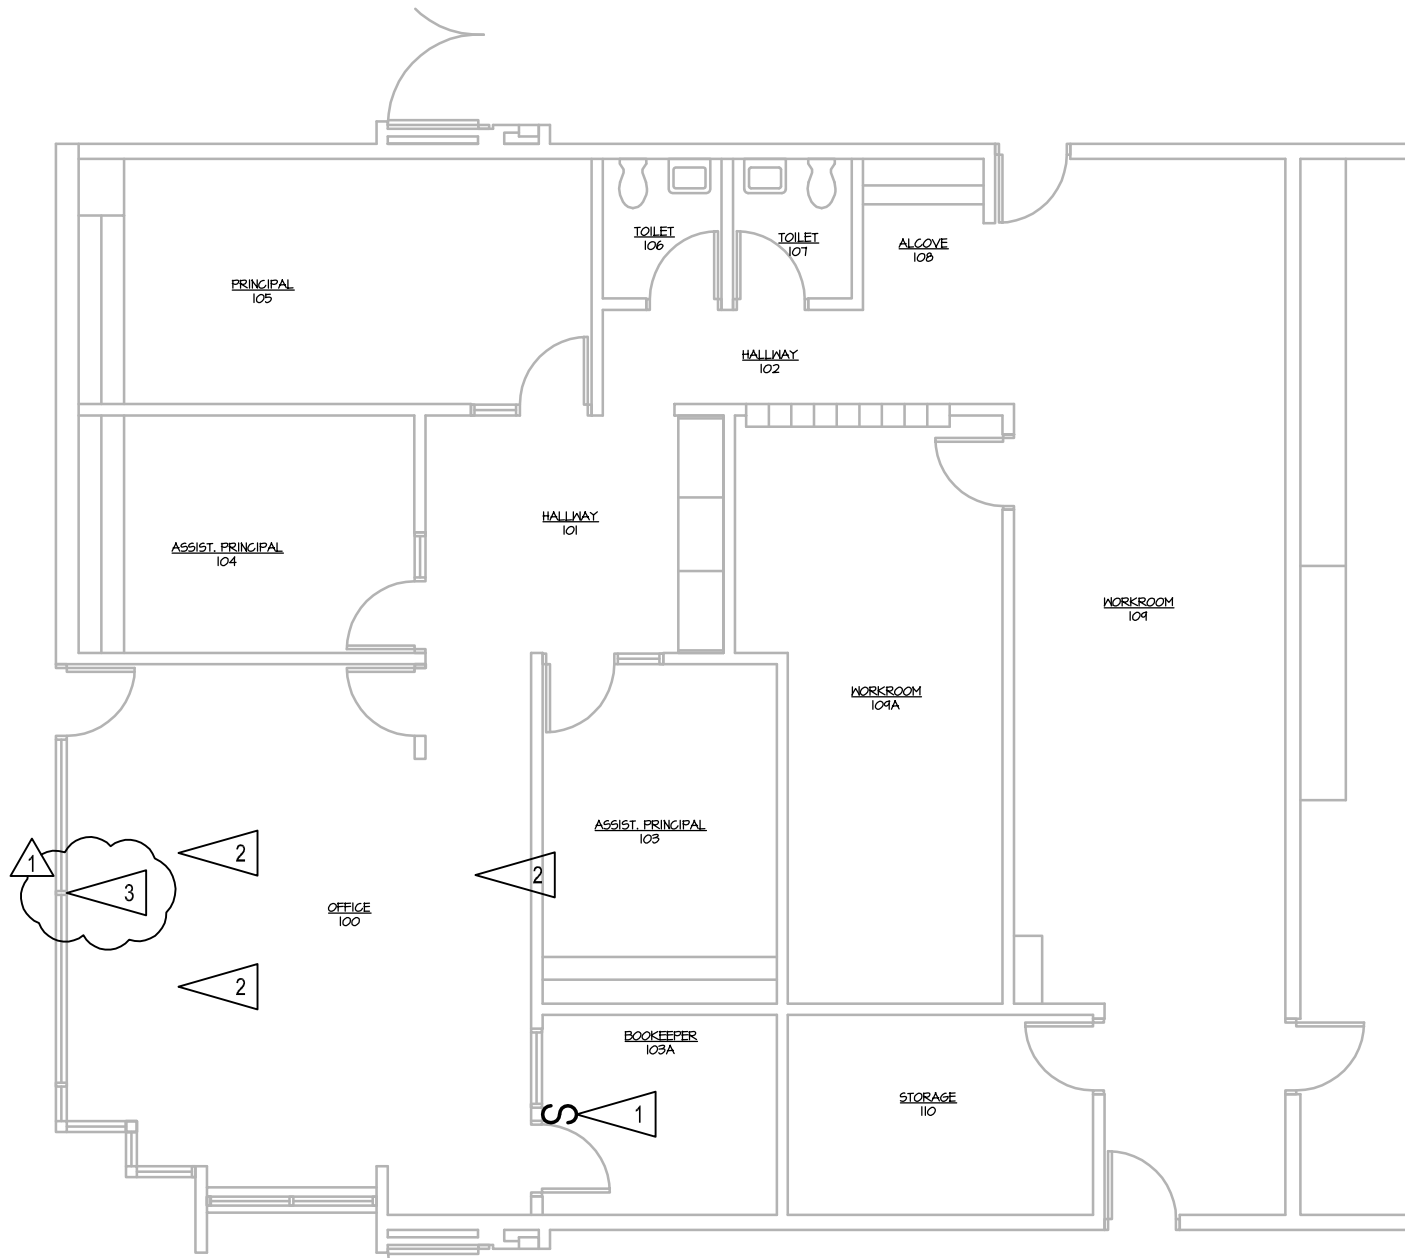 TOILET
106
TOILET
107
ALCOVE
108
PRINCIPAL
105
HALLWAY
102
HALLWAY
101
ASSIST. PRINCIPAL
104
WORKROOM
109
WORKROOM
109A
ASSIST. PRINCIPAL
103
2
1
2
3
OFFICE
100
2
BOOKEEPER
103A
STORAGE
110
S
1